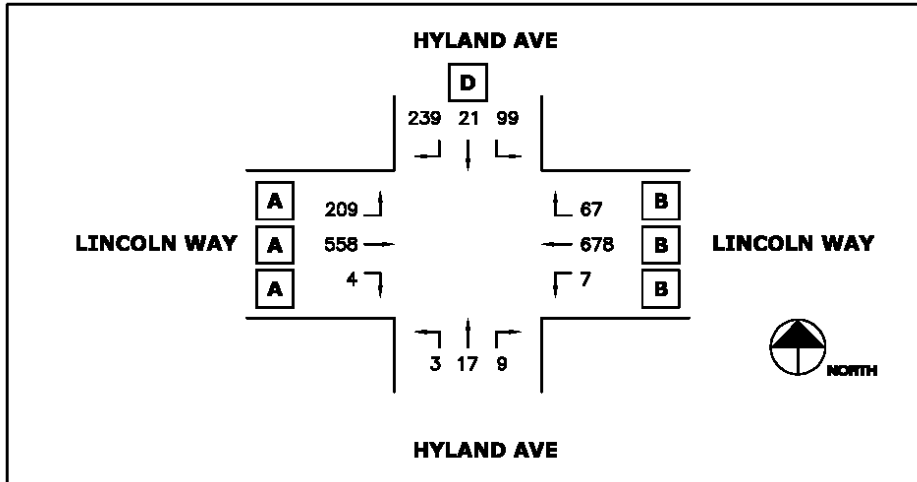 HYLAND AVE
D
239 21 99
A 209 67 B
LINCOLN WAY A 558 678 B LINCOLN WAY
A 4 7 B
3 17 9
NORTH
HYLAND AVE